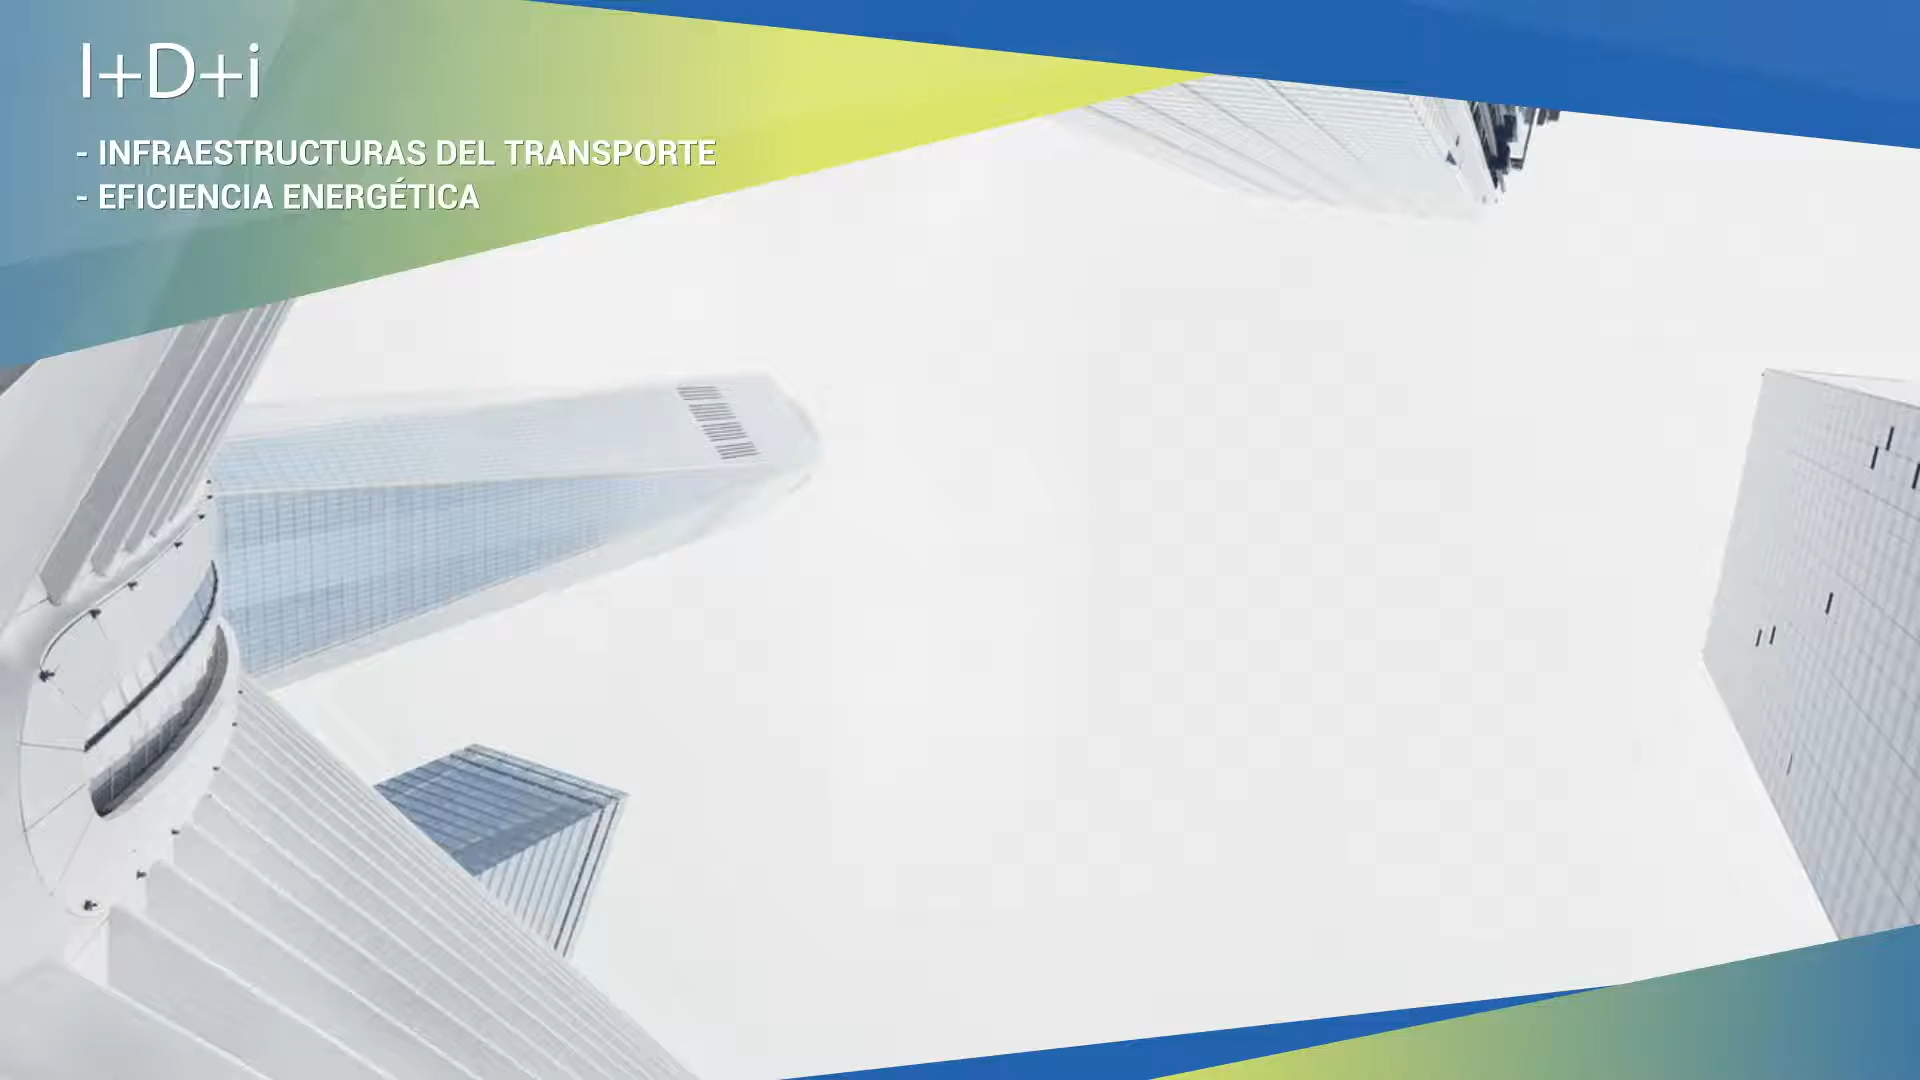 I+D+i
- INFRAESTRUCTURAS DEL TRANSPORTE
- EFICIENCIA ENERGÉTICA